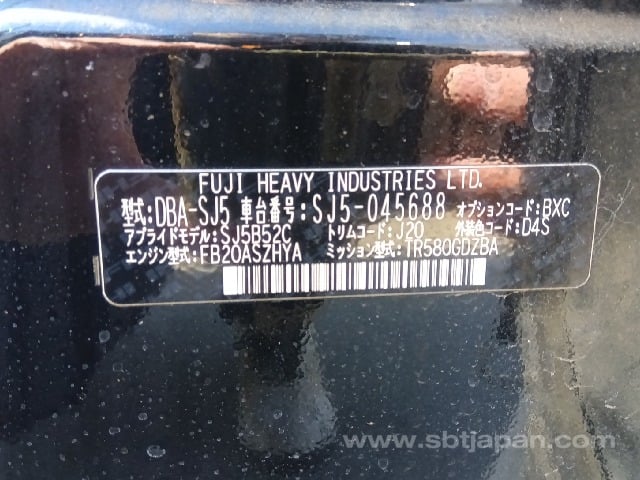 FUJI HEAVY INDUSTRIES LTD.
型式:DBA-SJ5 車台番号:SJ5-045688 オプションコード:BXC
アプライドモデル:SJ5B52C トリムコード:J20 外装色コード:D4S
エンジン型式:FB20ASZHYA ミッション型式:TR580GDZBA
www.sbtjapan.com